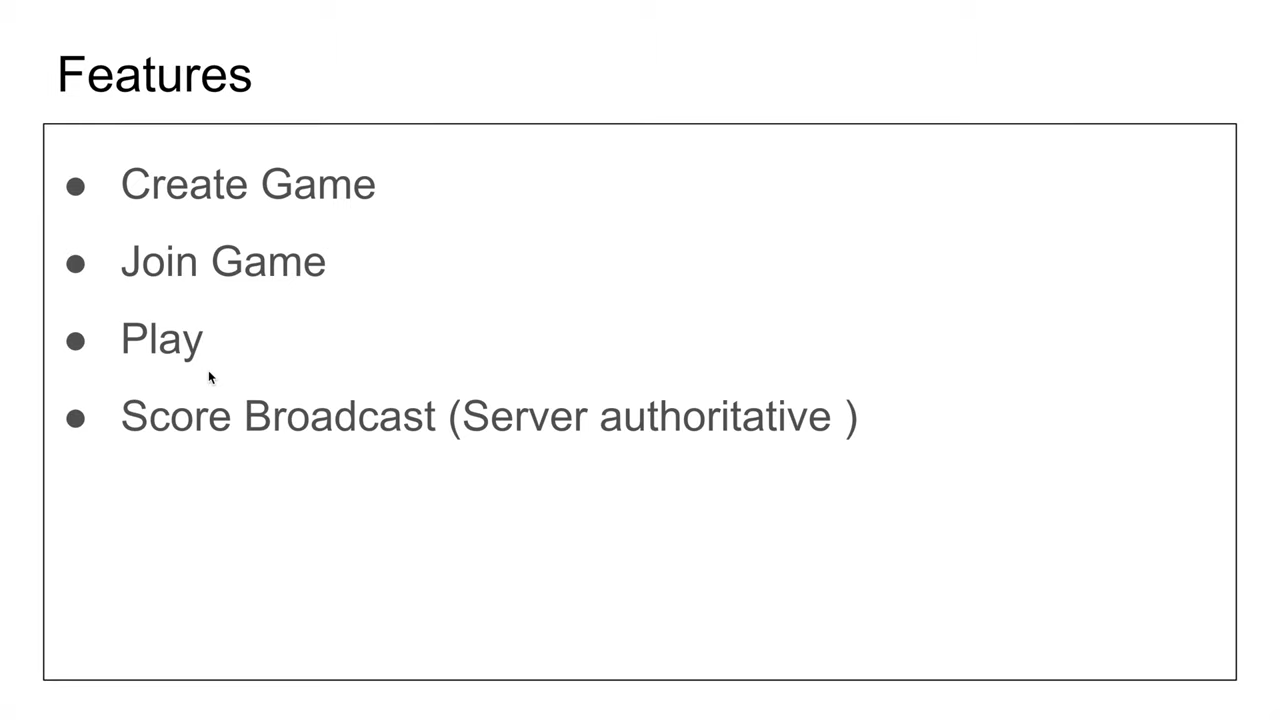 Features
● Create Game
● Join Game
● Play
● Score Broadcast (Server authoritative )